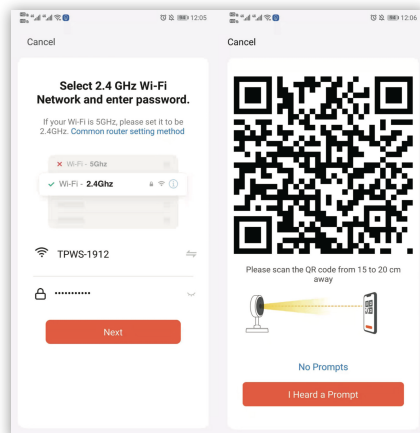 12:05
Cancel
Select 2.4 GHz Wi-Fi
Network and enter password.
If your Wi-Fi is 5GHz, please set it to be
2.4GHz. Common router setting method
Wi-Fi - 5Ghz
Wi-Fi - 2.4Ghz
TPWS-1912
Next
12:06
Cancel
Please scan the QR code from 15 to 20 cm
away
No Prompts
I Heard a Prompt